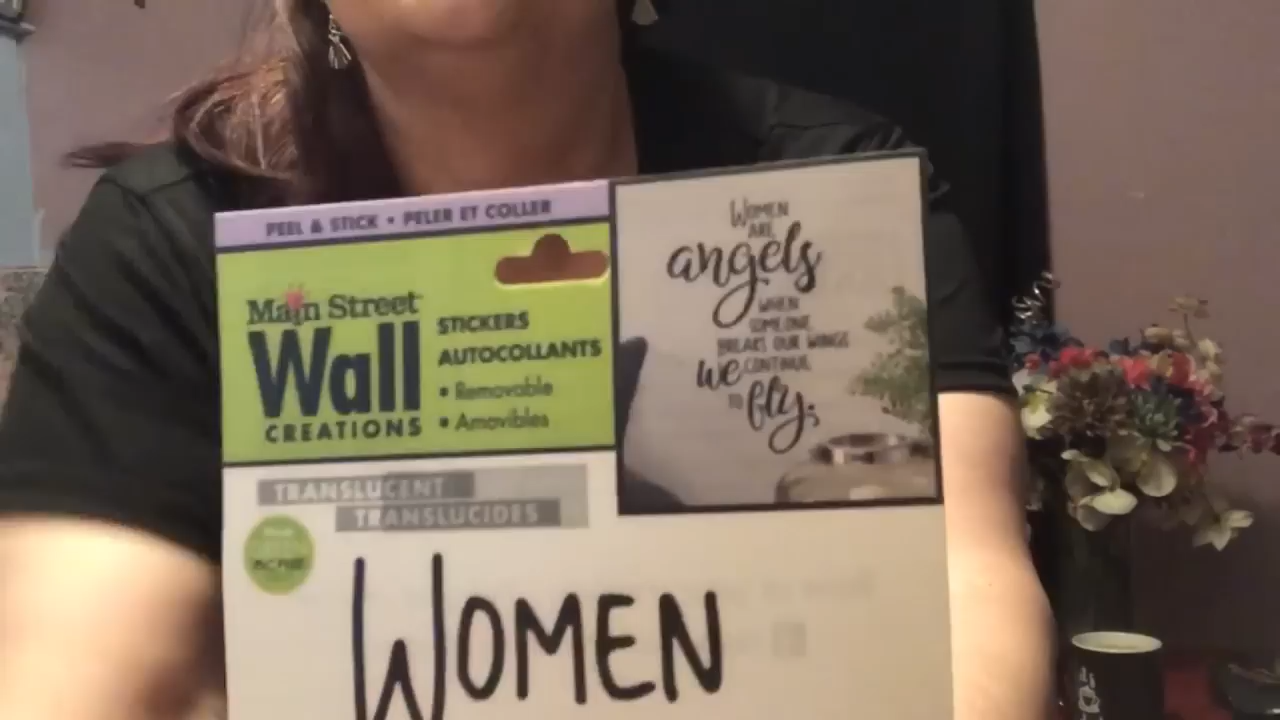 PEEL & STICK • PELER ET COLLER
Main Street
Wall
CREATIONS
STICKERS
AUTOCOLLANTS
• Removable
• Amovibles
WOMEN
ARE
angels
WHEN
SOMEONE
BREAKS OUR WINGS
we CONTINUE
TO fly;
TRANSLUCENT
TRANSLUCIDES
WOMEN